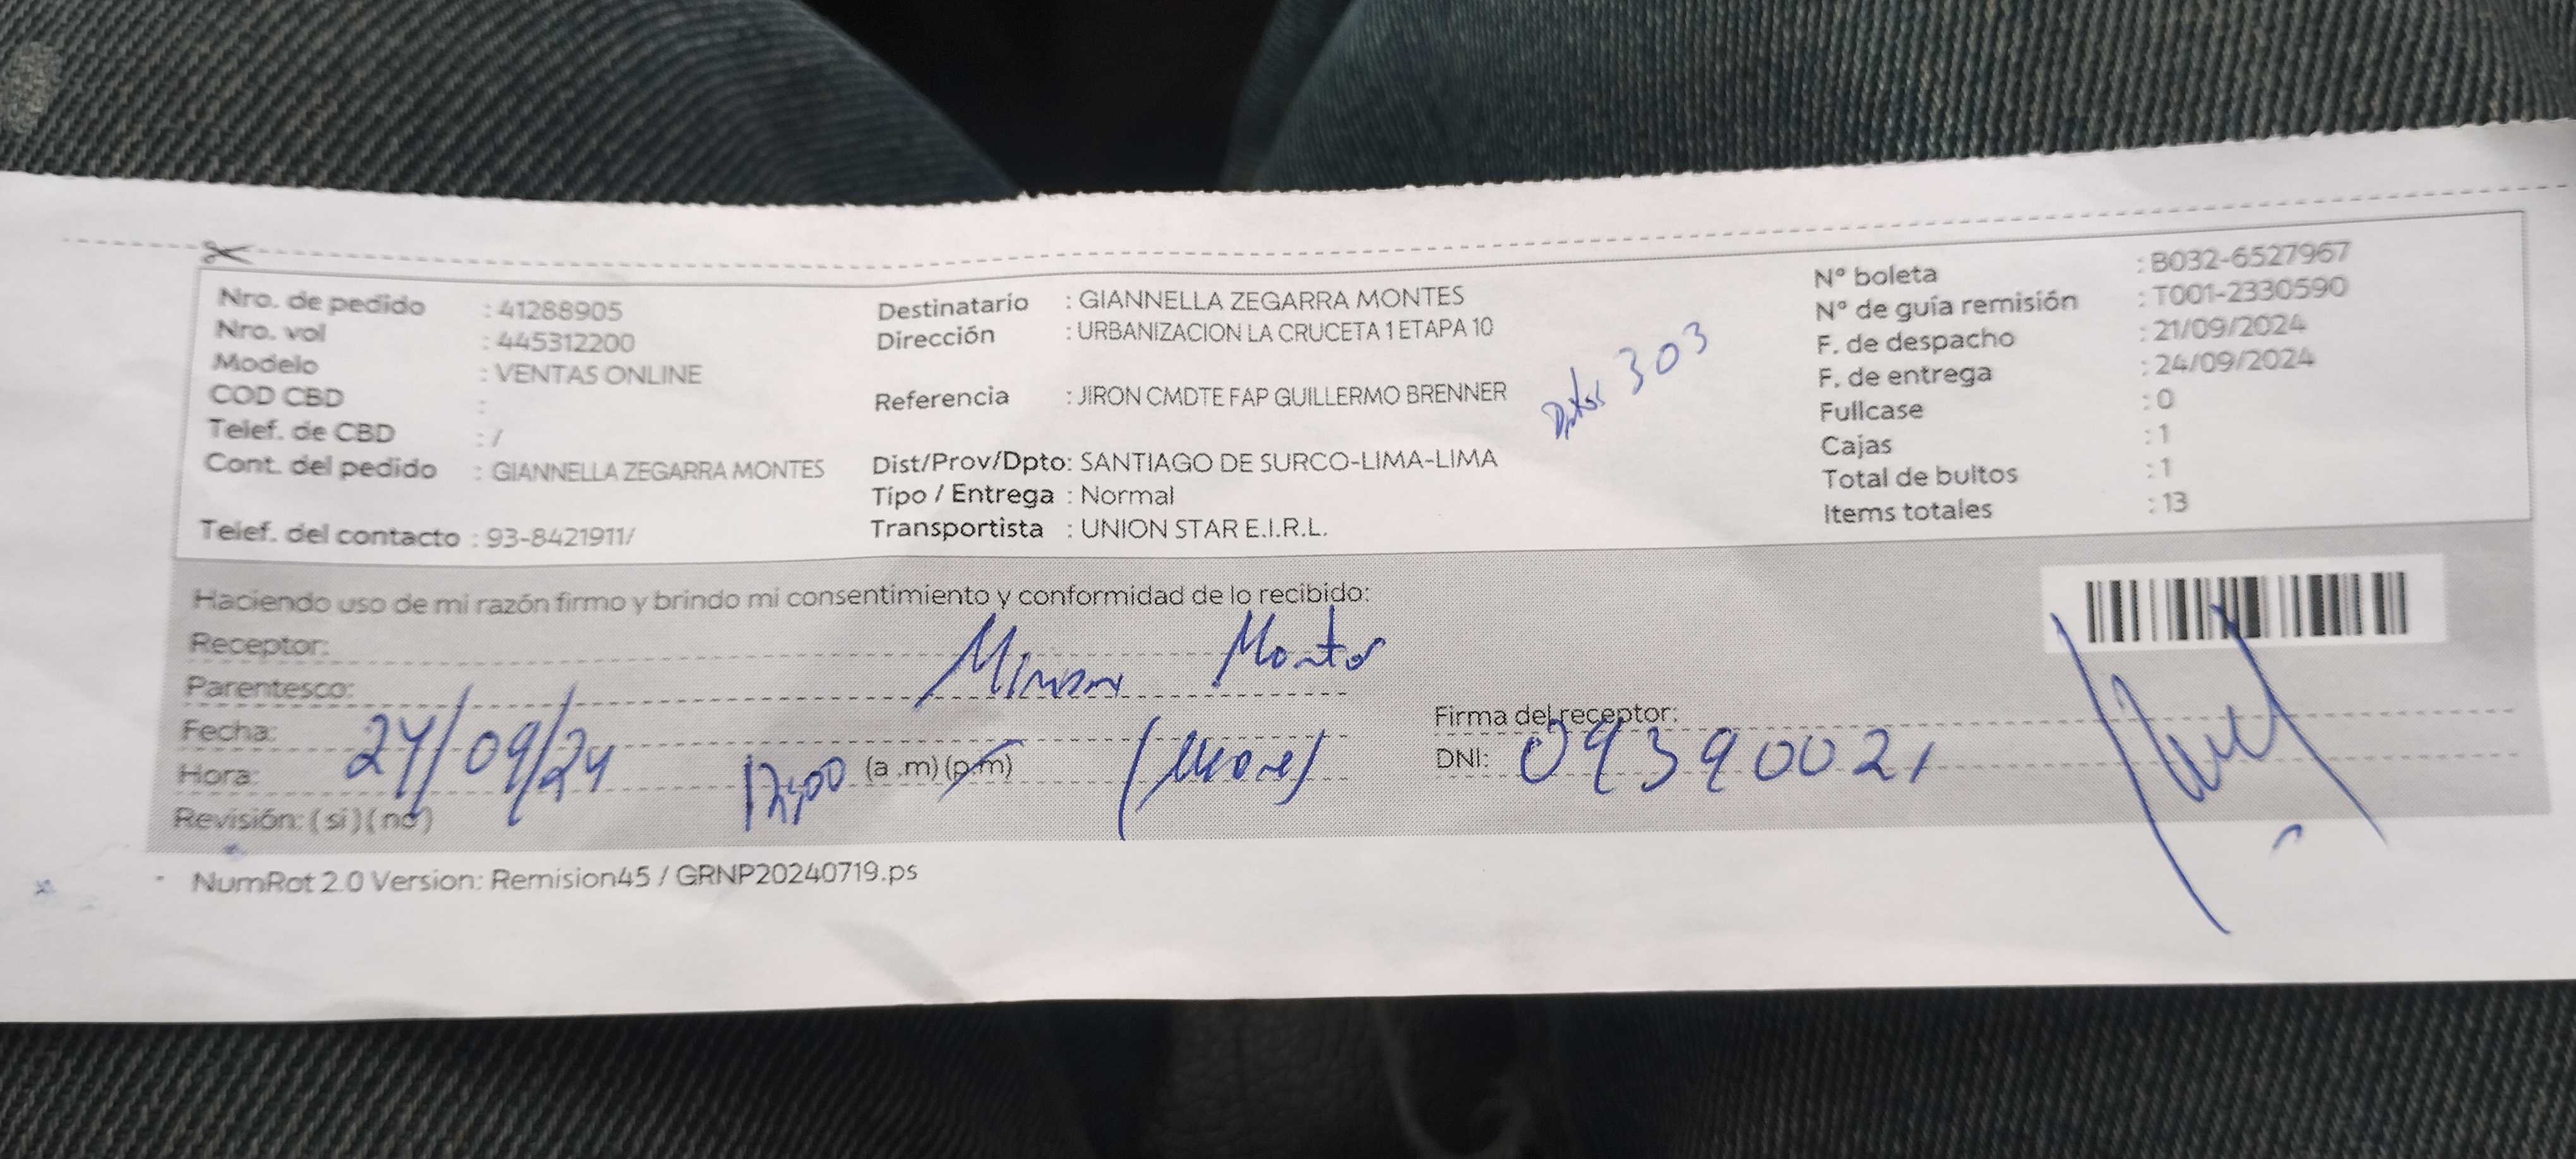 Nro. de pedido : 41288905
Nro. vol : 445312200
Modelo : VENTAS ONLINE
COD CBD :
Telef. de CBD : /
Cont. del pedido : GIANNELLA ZEGARRA MONTES
Telef. del contacto : 93-8421911/
Destinatario : GIANNELLA ZEGARRA MONTES
Dirección : URBANIZACION LA CRUCETA 1 ETAPA 10
Referencia : JIRON CMDTE FAP GUILLERMO BRENNER
303
Dist/Prov/Dpto: SANTIAGO DE SURCO-LIMA-LIMA
Tipo / Entrega : Normal
Transportista : UNION STAR E.I.R.L.
N° boleta : B032-6527967
N° de guía remisión : T001-2330590
F. de despacho : 21/09/2024
F. de entrega : 24/09/2024
Fullcase : 0
Cajas : 1
Total de bultos : 1
Items totales : 13
Haciendo uso de mi razón firmo y brindo mi consentimiento y conformidad de lo recibido:
Receptor:
Parentesco:
Fecha: 24/09/24
Hora: (a .m) (p.m)
Revisión: ( si ) ( no )
Firma del receptor:
DNI:
NumRot 2.0 Version: Remision45 / GRNP20240719.ps